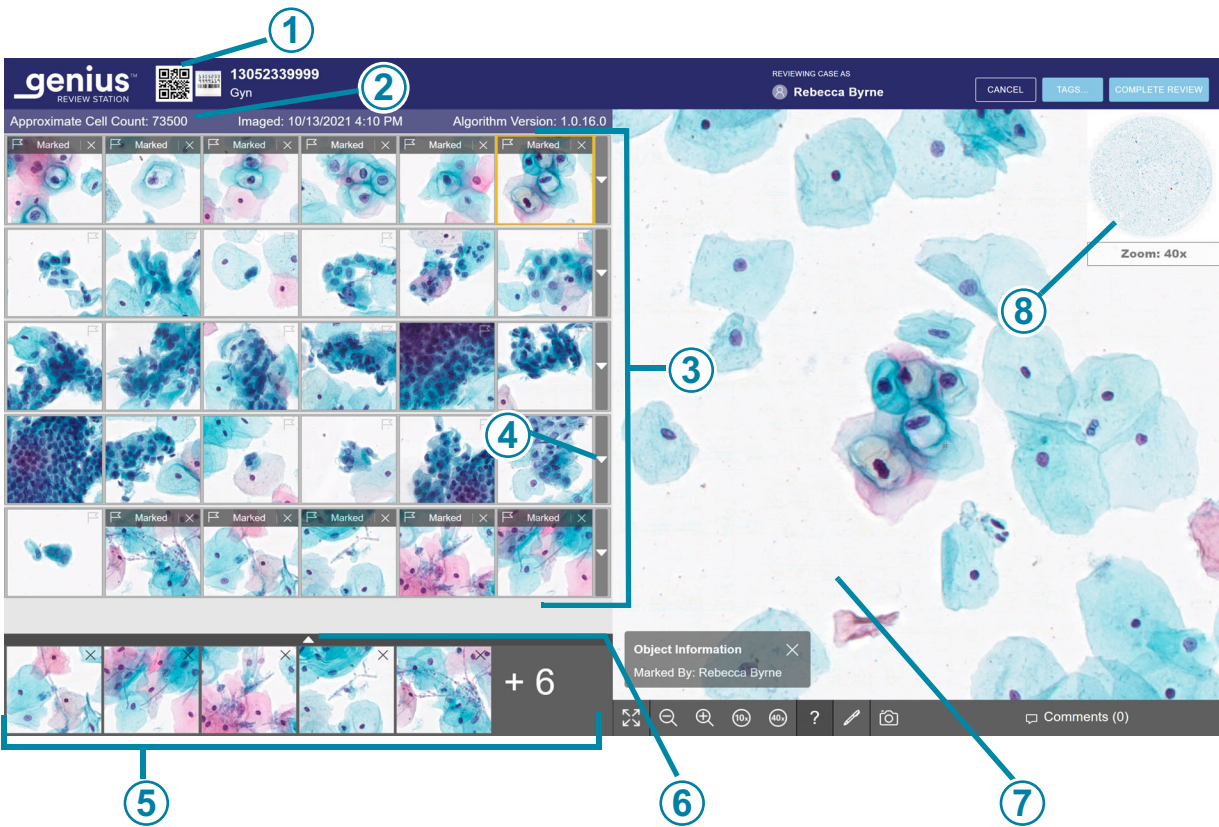 1
genius™
REVIEW STATION
13052339999
Gyn
2
REVIEWING CASE AS
Rebecca Byrne
CANCEL
TAGS...
COMPLETE REVIEW
Approximate Cell Count: 73500 Imaged: 10/13/2021 4:10 PM Algorithm Version: 1.0.16.0
Marked Marked Marked Marked Marked Marked
3
4
Marked Marked Marked Marked Marked
+ 6
5
6
Zoom: 40x
8
7
Object Information
Marked By: Rebecca Byrne
10x 40x ? Comments (0)